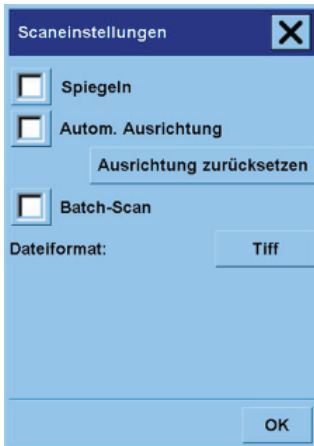 Scaneinstellungen
Spiegeln
Autom. Ausrichtung
Ausrichtung zurücksetzen
Batch-Scan
Dateiformat: Tiff
OK